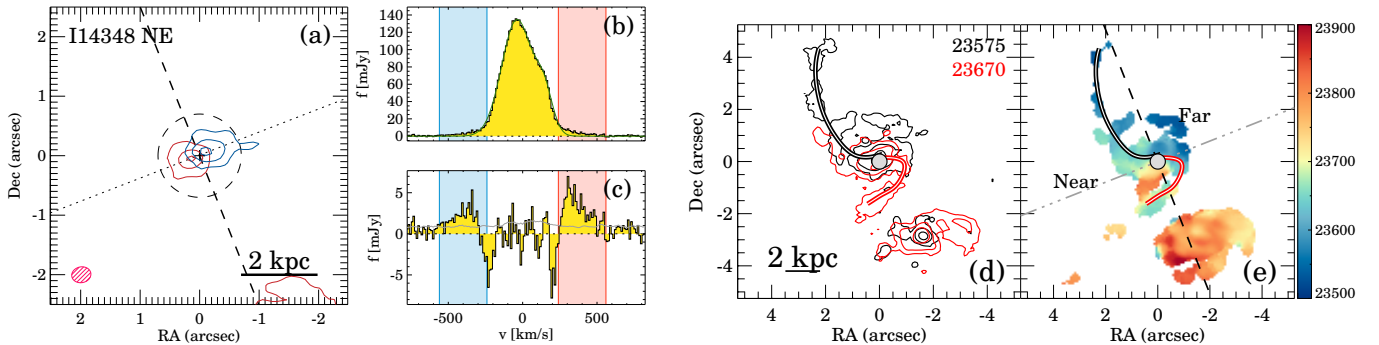 I14348 NE
(a)
2
1
0
-1
-2
Dec (arcsec)
2 kpc
2
1
0
-1
-2
RA (arcsec)
(b)
140
120
100
80
60
40
20
0
f [mJy]
(c)
5
0
-5
f [mJy]
-500
0
500
v [km/s]
23575
23670
4
2
0
-2
-4
Dec (arcsec)
2 kpc
(d)
4
2
0
-2
-4
RA (arcsec)
Far
Near
(e)
4
2
0
-2
-4
RA (arcsec)
23900
23800
23700
23600
23500